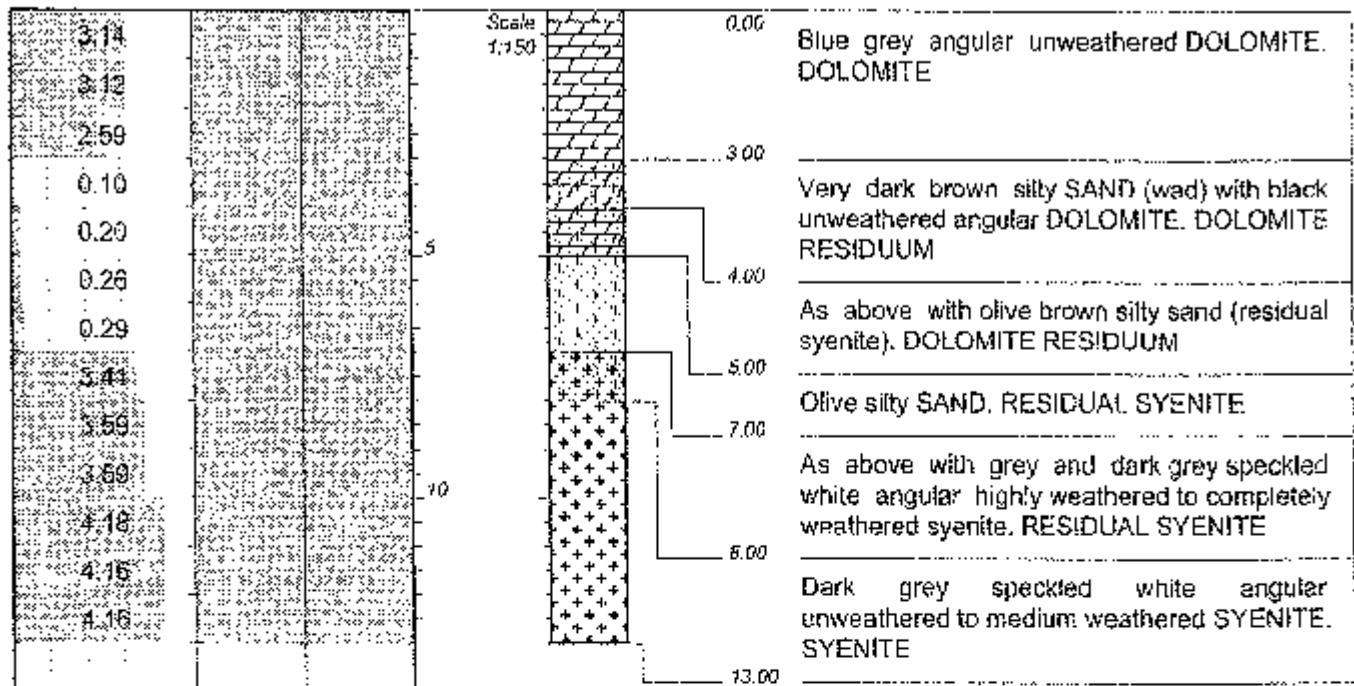 Scale
1:150
3.14
3.12
2.59
0.10
0.20
0.26
0.29
3.41
3.59
3.59
4.18
4.15
4.16
5
10
0.00
Blue grey angular unweathered DOLOMITE.
DOLOMITE
3.00
Very dark brown silty SAND (wad) with black
unweathered angular DOLOMITE. DOLOMITE
RESIDUUM
4.00
As above with olive brown silty sand (residual
syenite). DOLOMITE RESIDUUM
5.00
Olive silty SAND. RESIDUAL SYENITE
7.00
As above with grey and dark grey speckled
white angular highly weathered to completely
weathered syenite. RESIDUAL SYENITE
8.00
Dark grey speckled white angular
unweathered to medium weathered SYENITE.
SYENITE
13.00